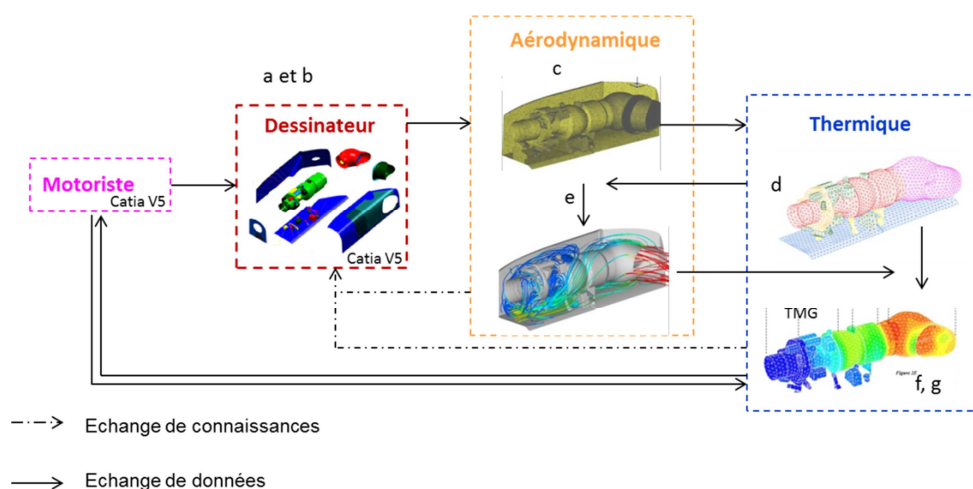 Aérodynamique
a et b
c
Dessinateur
Thermique
Motoriste
Catia V5
d
e
Catia V5
TMG
f, g
Echange de connaissances
Echange de données